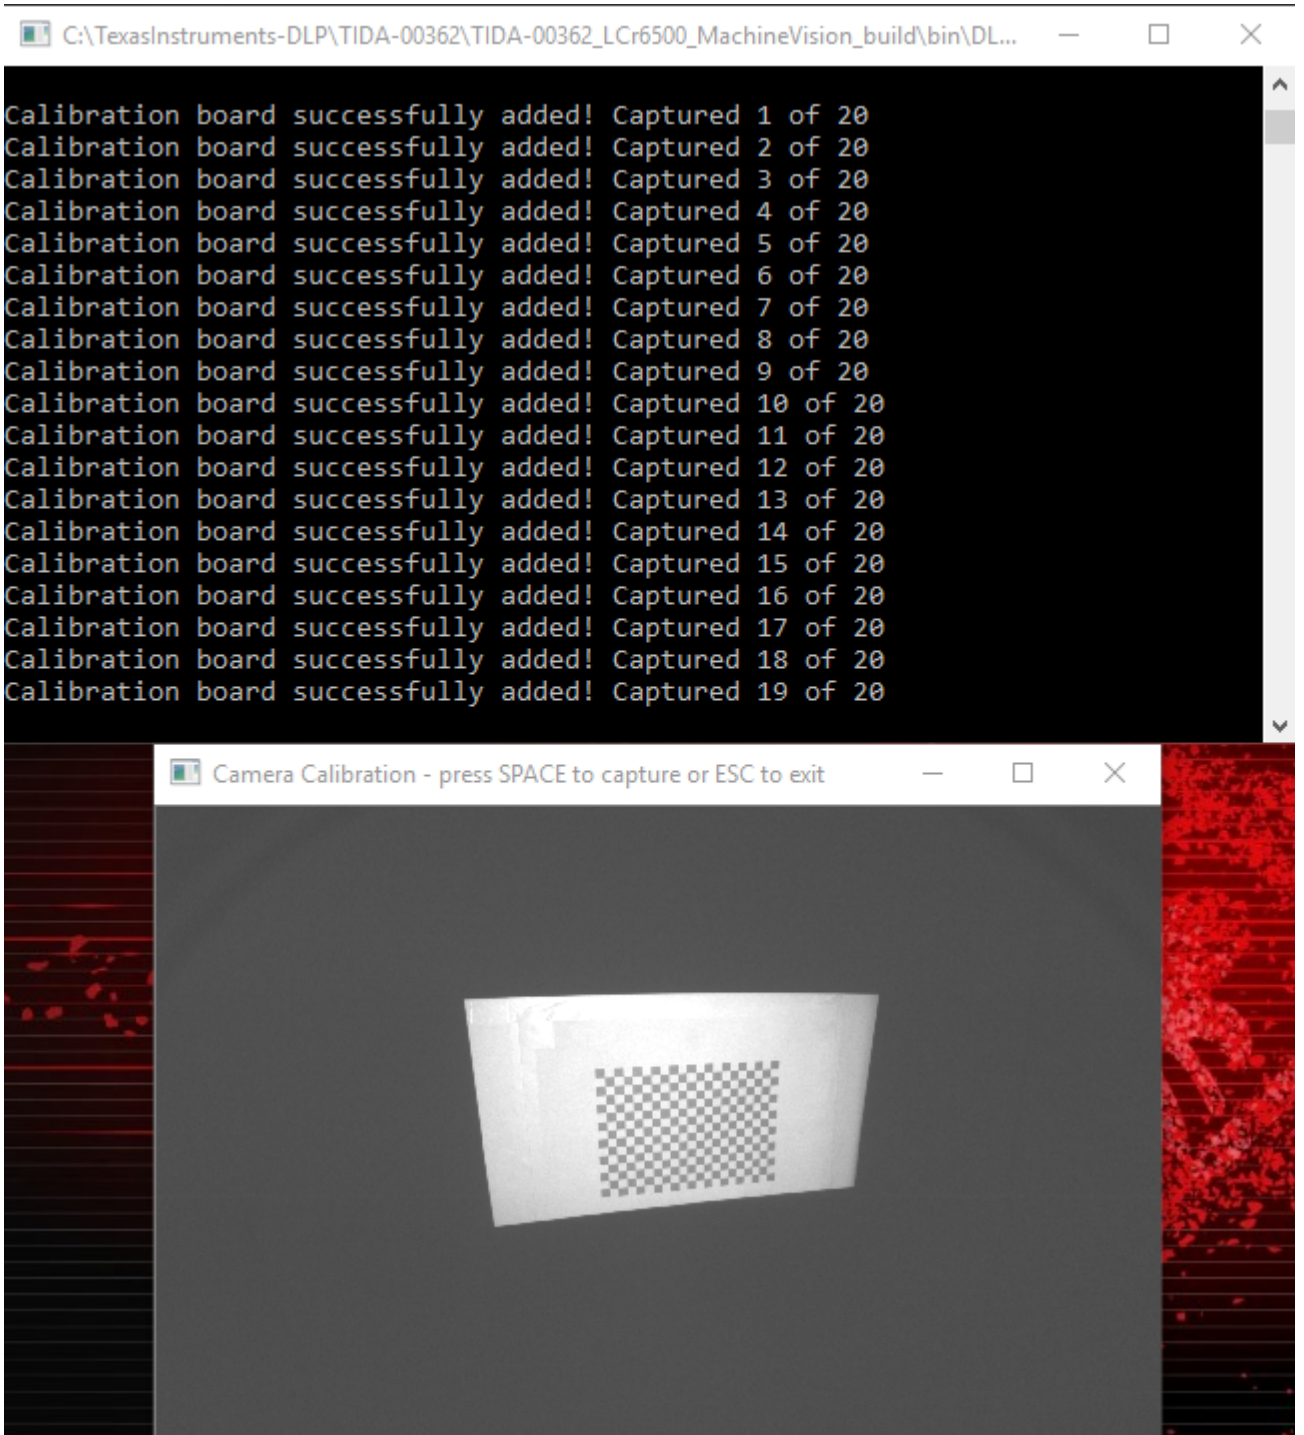 C:\TexasInstruments-DLP\TIDA-00362\TIDA-00362_LCr6500_MachineVision_build\bin\DL...
Calibration board successfully added! Captured 1 of 20
Calibration board successfully added! Captured 2 of 20
Calibration board successfully added! Captured 3 of 20
Calibration board successfully added! Captured 4 of 20
Calibration board successfully added! Captured 5 of 20
Calibration board successfully added! Captured 6 of 20
Calibration board successfully added! Captured 7 of 20
Calibration board successfully added! Captured 8 of 20
Calibration board successfully added! Captured 9 of 20
Calibration board successfully added! Captured 10 of 20
Calibration board successfully added! Captured 11 of 20
Calibration board successfully added! Captured 12 of 20
Calibration board successfully added! Captured 13 of 20
Calibration board successfully added! Captured 14 of 20
Calibration board successfully added! Captured 15 of 20
Calibration board successfully added! Captured 16 of 20
Calibration board successfully added! Captured 17 of 20
Calibration board successfully added! Captured 18 of 20
Calibration board successfully added! Captured 19 of 20
Camera Calibration - press SPACE to capture or ESC to exit